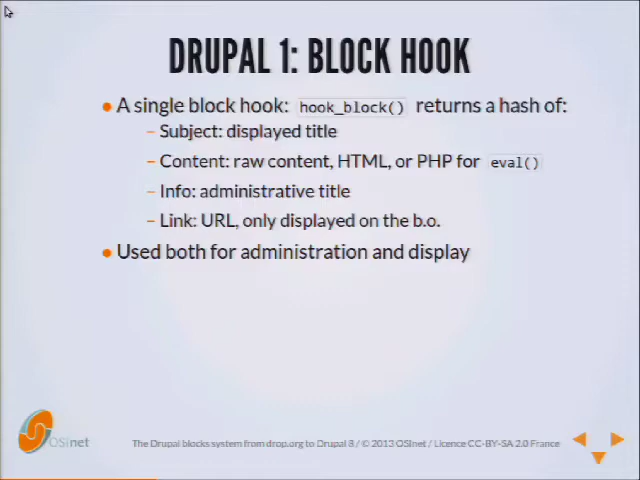 DRUPAL 1: BLOCK HOOK
A single block hook: hook_block() returns a hash of:
– Subject: displayed title
– Content: raw content, HTML, or PHP for eval()
– Info: administrative title
– Link: URL, only displayed on the b.o.
Used both for administration and display
OSInet
The Drupal blocks system from drop.org to Drupal 8 / © 2013 OSInet / Licence CC-BY-SA 2.0 France